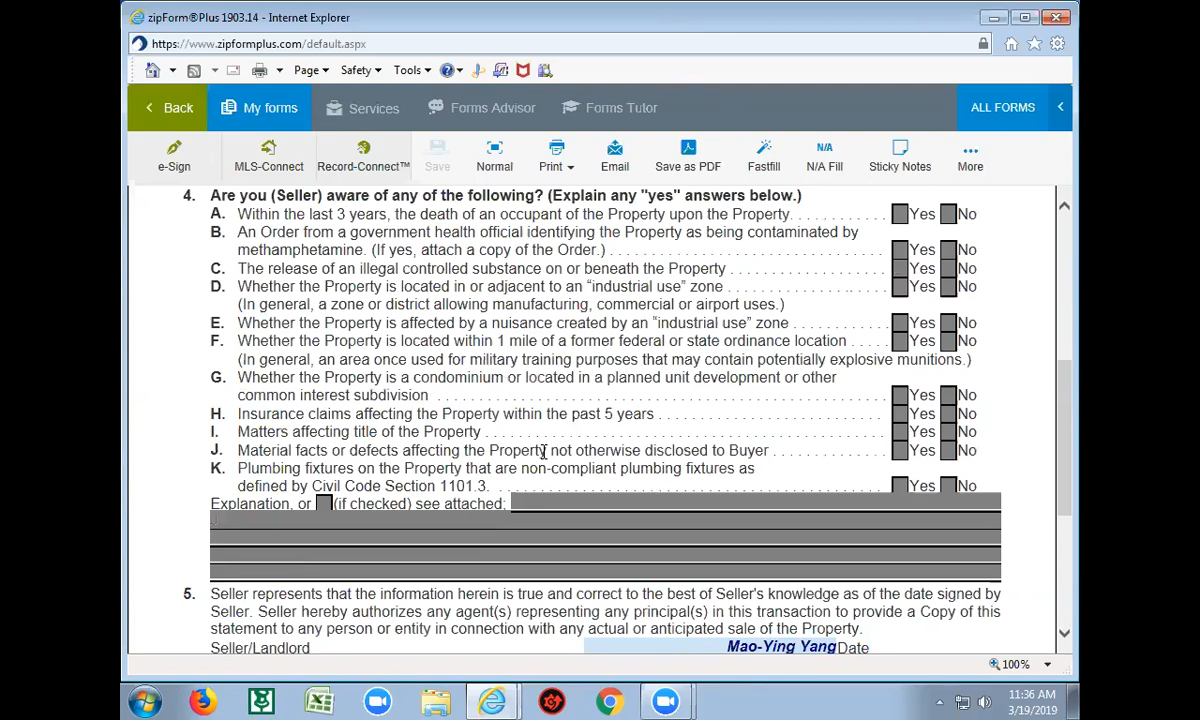 zipForm®Plus 1903.14 - Internet Explorer
https://www.zipformplus.com/default.aspx
Page Safety Tools
Back My forms Services Forms Advisor Forms Tutor ALL FORMS
N/A
e-Sign MLS-Connect Record-Connect™ Save Normal Print Email Save as PDF Fastfill N/A Fill Sticky Notes More
4. Are you (Seller) aware of any of the following? (Explain any "yes" answers below.)
A. Within the last 3 years, the death of an occupant of the Property upon the Property. . . . . . . . . . . . Yes No
B. An Order from a government health official identifying the Property as being contaminated by
methamphetamine. (If yes, attach a copy of the Order.) . . . . . . . . . . . . . . . . . . . . . . . . . . . . . . Yes No
C. The release of an illegal controlled substance on or beneath the Property . . . . . . . . . . . . . . . . . Yes No
D. Whether the Property is located in or adjacent to an “industrial use” zone . . . . . . . . . . . . . .. . . . . Yes No
(In general, a zone or district allowing manufacturing, commercial or airport uses.)
E. Whether the Property is affected by a nuisance created by an “industrial use” zone . . . . . . . . . . . Yes No
F. Whether the Property is located within 1 mile of a former federal or state ordinance location . . . . Yes No
(In general, an area once used for military training purposes that may contain potentially explosive munitions.)
G. Whether the Property is a condominium or located in a planned unit development or other
common interest subdivision . . . . . . . . . . . . . . . . . . . . . . . . . . . . . . . . . . . . . . . . . . . . . . . . . Yes No
H. Insurance claims affecting the Property within the past 5 years . . . . . . . . . . . . . . . . . . . . . . . . . Yes No
I. Matters affecting title of the Property . . . . . . . . . . . . . . . . . . . . . . . . . . . . . . . . . . . . . . . . . . . . Yes No
J. Material facts or defects affecting the Property not otherwise disclosed to Buyer . . . . . . . . . . . . Yes No
K. Plumbing fixtures on the Property that are non-compliant plumbing fixtures as
defined by Civil Code Section 1101.3. . . . . . . . . . . . . . . . . . . . . . . . . . . . . . . . . . . . . . . . . . . . Yes No
Explanation, or (if checked) see attached;
5. Seller represents that the information herein is true and correct to the best of Seller's knowledge as of the date signed by
Seller. Seller hereby authorizes any agent(s) representing any principal(s) in this transaction to provide a Copy of this
statement to any person or entity in connection with any actual or anticipated sale of the Property.
Seller/Landlord Mao-Ying Yang Date
100%
11:36 AM
3/19/2019